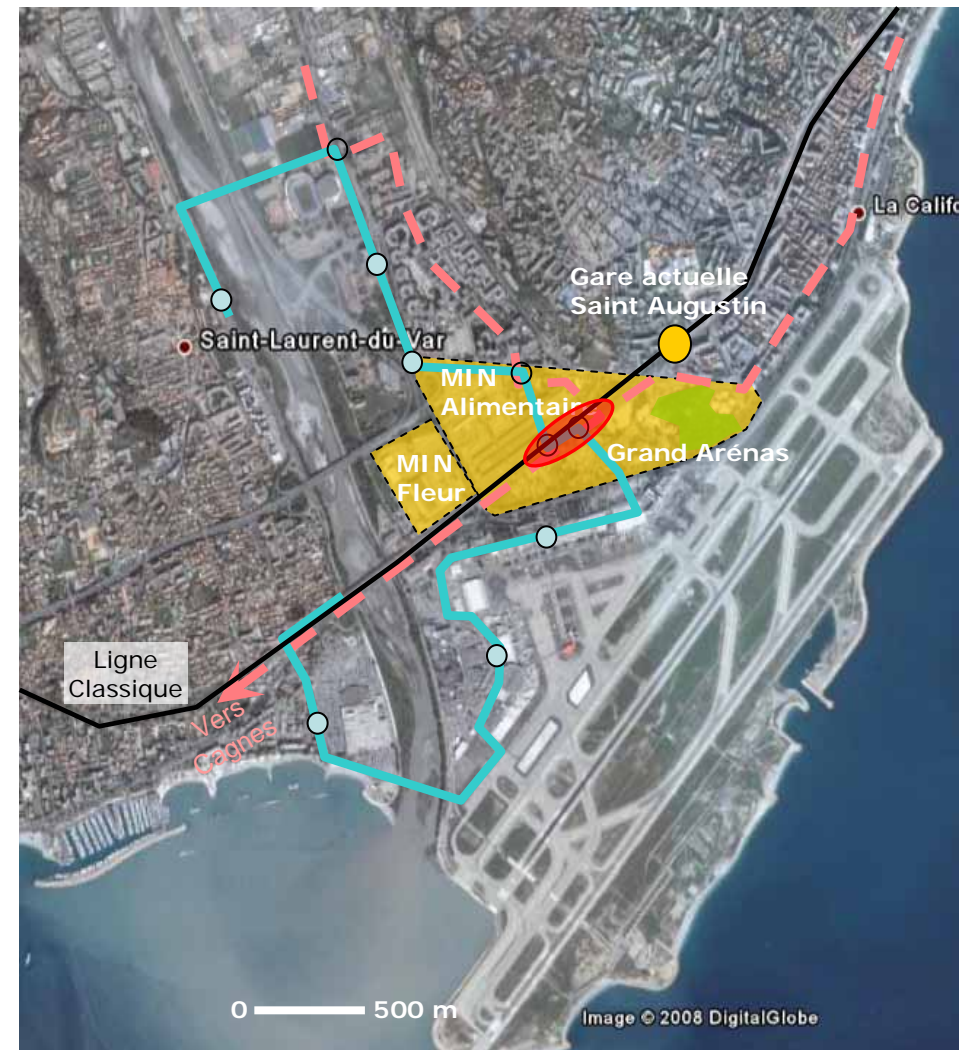 La Califo
Gare actuelle
Saint Augustin
Saint-Laurent-du-Var
MIN
Alimentaire
Grand Arénas
MIN
Fleur
Ligne
Classique
Vers
Cagnes
0 500 m
Image © 2008 DigitalGlobe